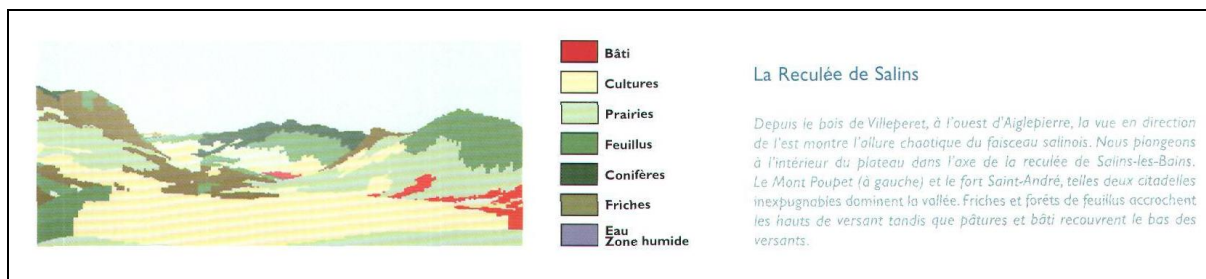 Bâti
Cultures
Prairies
Feuillus
Conifères
Friches
Eau
Zone humide
La Reculée de Salins
Depuis le bois de Villeperet, à l'ouest d'Aiglepierre, la vue en direction
de l'est montre l'allure chaotique du faisceau salinois. Nous plongeons
à l'intérieur du plateau dans l'axe de la reculée de Salins-les-Bains.
Le Mont Poupet (à gauche) et le fort Saint-André, telles deux citadelles
inexpugnables dominent la vallée. Friches et forêts de feuillus accrochent
les hauts de versant tandis que pâtures et bâti recouvrent le bas des
versants.